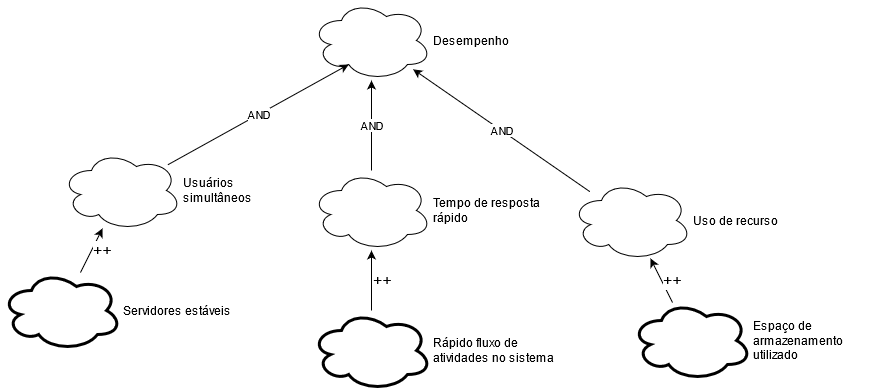 Desempenho
AND
AND
AND
Usuários
simultâneos
Tempo de resposta
rápido
Uso de recurso
++
++
++
Servidores estáveis
Rápido fluxo de
atividades no sistema
Espaço de
armazenamento
utilizado